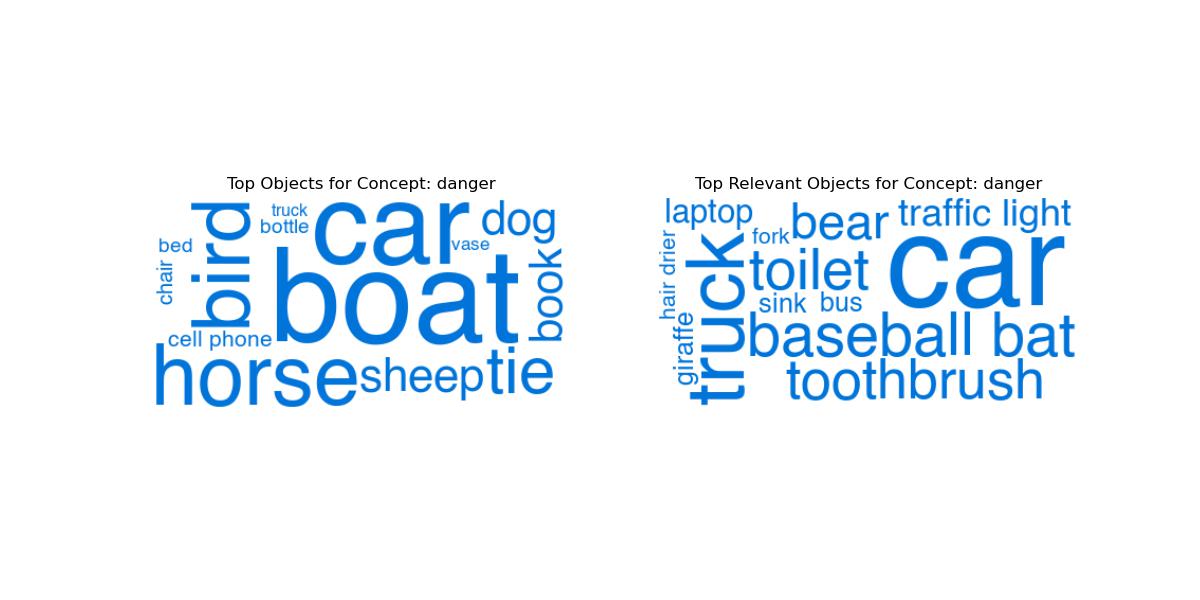 Top Objects for Concept: danger
bird
truck
bottle
car
dog
bed
vase
chair
boat
book
cell phone
horse
sheep
tie
Top Relevant Objects for Concept: danger
laptop
bear
traffic light
fork
hair drier
truck
toilet
car
sink
bus
giraffe
baseball bat
toothbrush